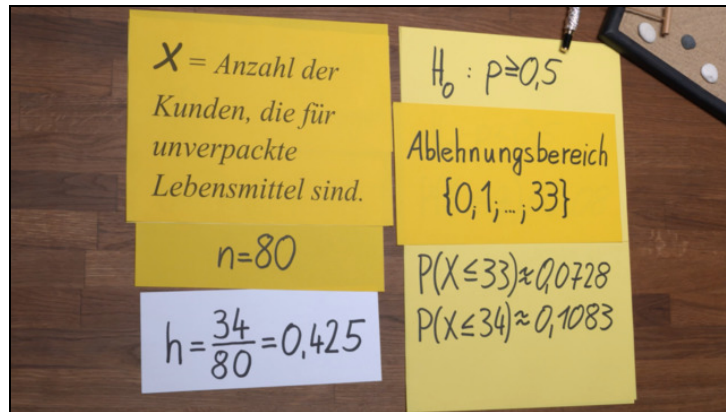 X = Anzahl der
Kunden, die für
unverpackte
Lebensmittel sind.
n=80
h = 34/80 = 0,425
H₀ : p≥0,5
Ablehnungsbereich
{0,1,...,33}
P(X≤33)≈0,0728
P(X≤34)≈0,1083